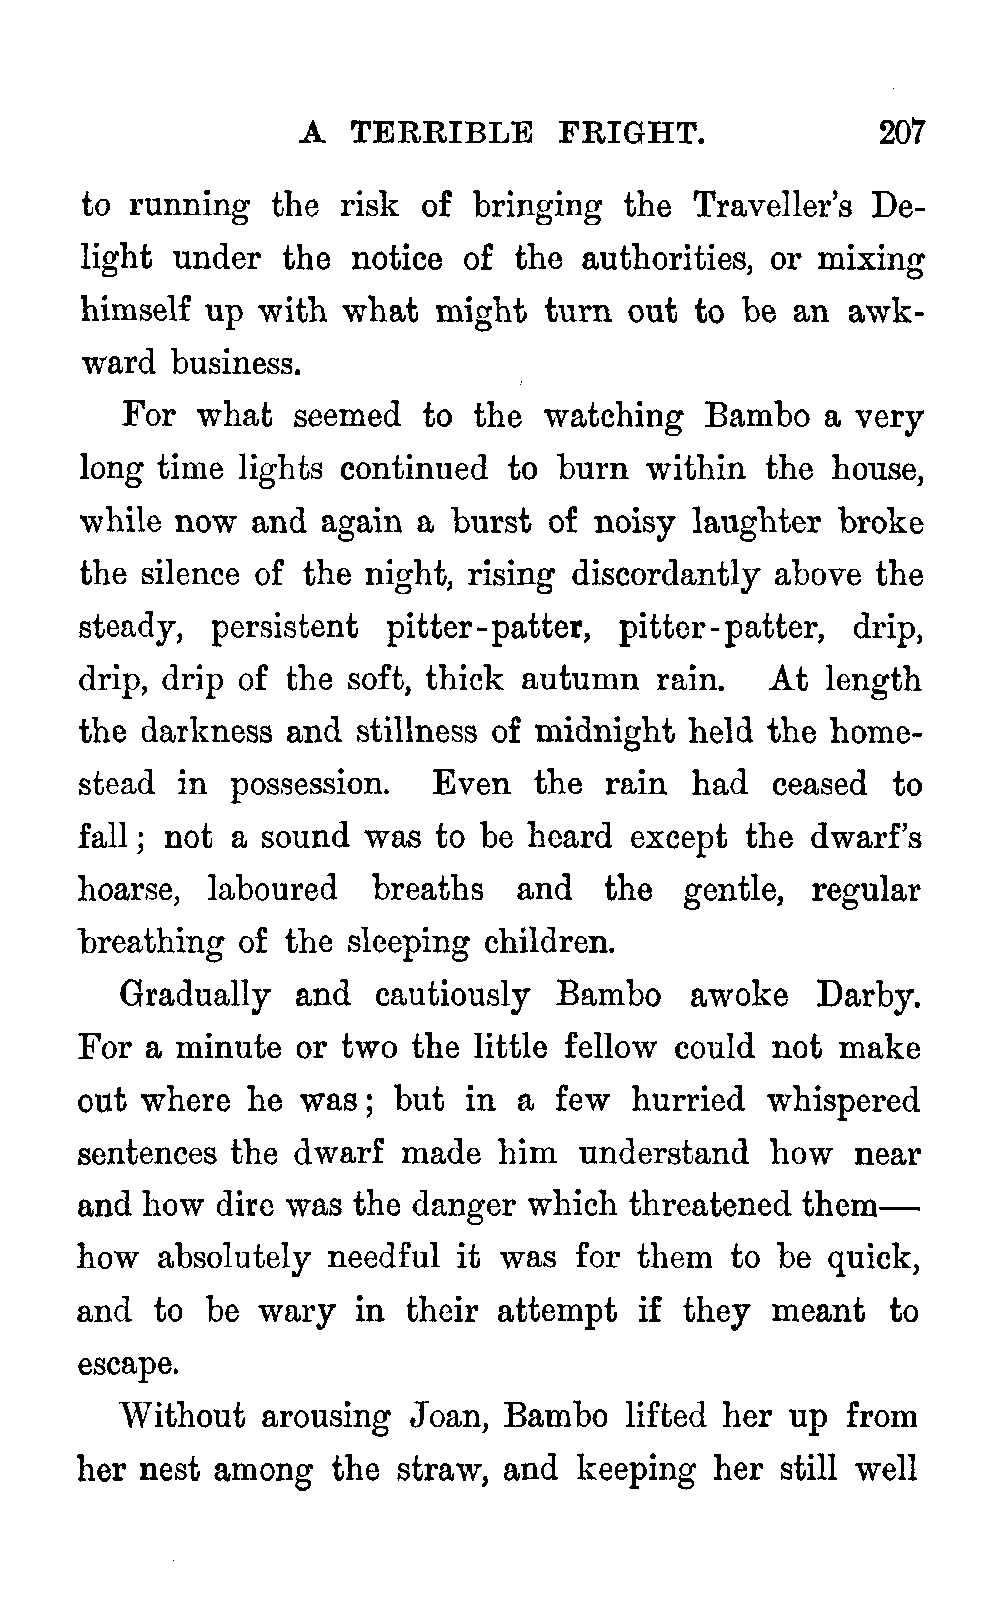 A TERRIBLE FRIGHT. 207
to running the risk of bringing the Traveller's De-
light under the notice of the authorities, or mixing
himself up with what might turn out to be an awk-
ward business.
For what seemed to the watching Bambo a very
long time lights continued to burn within the house,
while now and again a burst of noisy laughter broke
the silence of the night, rising discordantly above the
steady, persistent pitter-patter, pitter-patter, drip,
drip, drip of the soft, thick autumn rain. At length
the darkness and stillness of midnight held the home-
stead in possession. Even the rain had ceased to
fall; not a sound was to be heard except the dwarf's
hoarse, laboured breaths and the gentle, regular
breathing of the sleeping children.
Gradually and cautiously Bambo awoke Darby.
For a minute or two the little fellow could not make
out where he was; but in a few hurried whispered
sentences the dwarf made him understand how near
and how dire was the danger which threatened them—
how absolutely needful it was for them to be quick,
and to be wary in their attempt if they meant to
escape.
Without arousing Joan, Bambo lifted her up from
her nest among the straw, and keeping her still well